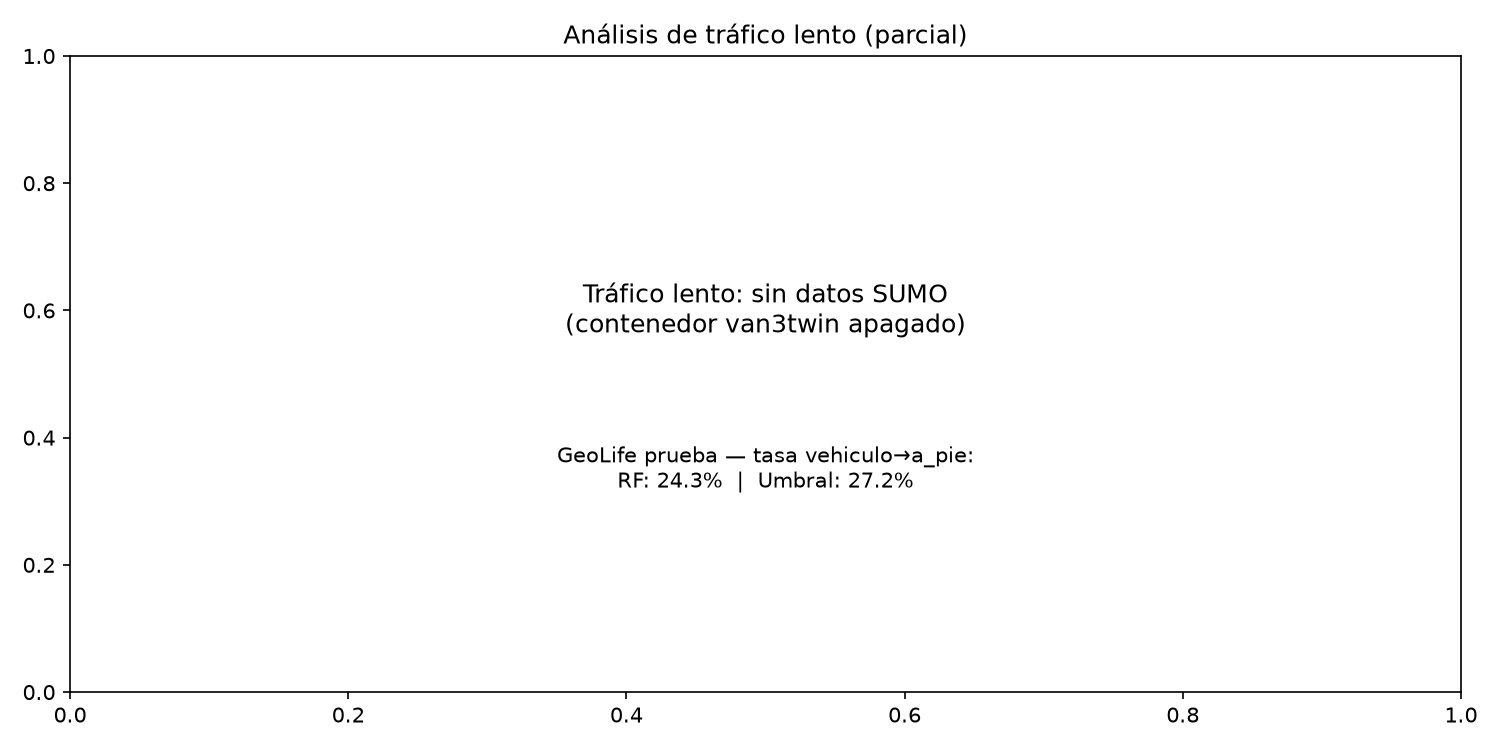 Análisis de tráfico lento (parcial)
1.0
0.8
0.6
0.4
0.2
0.0
Tráfico lento: sin datos SUMO
(contenedor van3twin apagado)
GeoLife prueba — tasa vehiculo→a_pie:
RF: 24.3%  |  Umbral: 27.2%
0.0 0.2 0.4 0.6 0.8 1.0